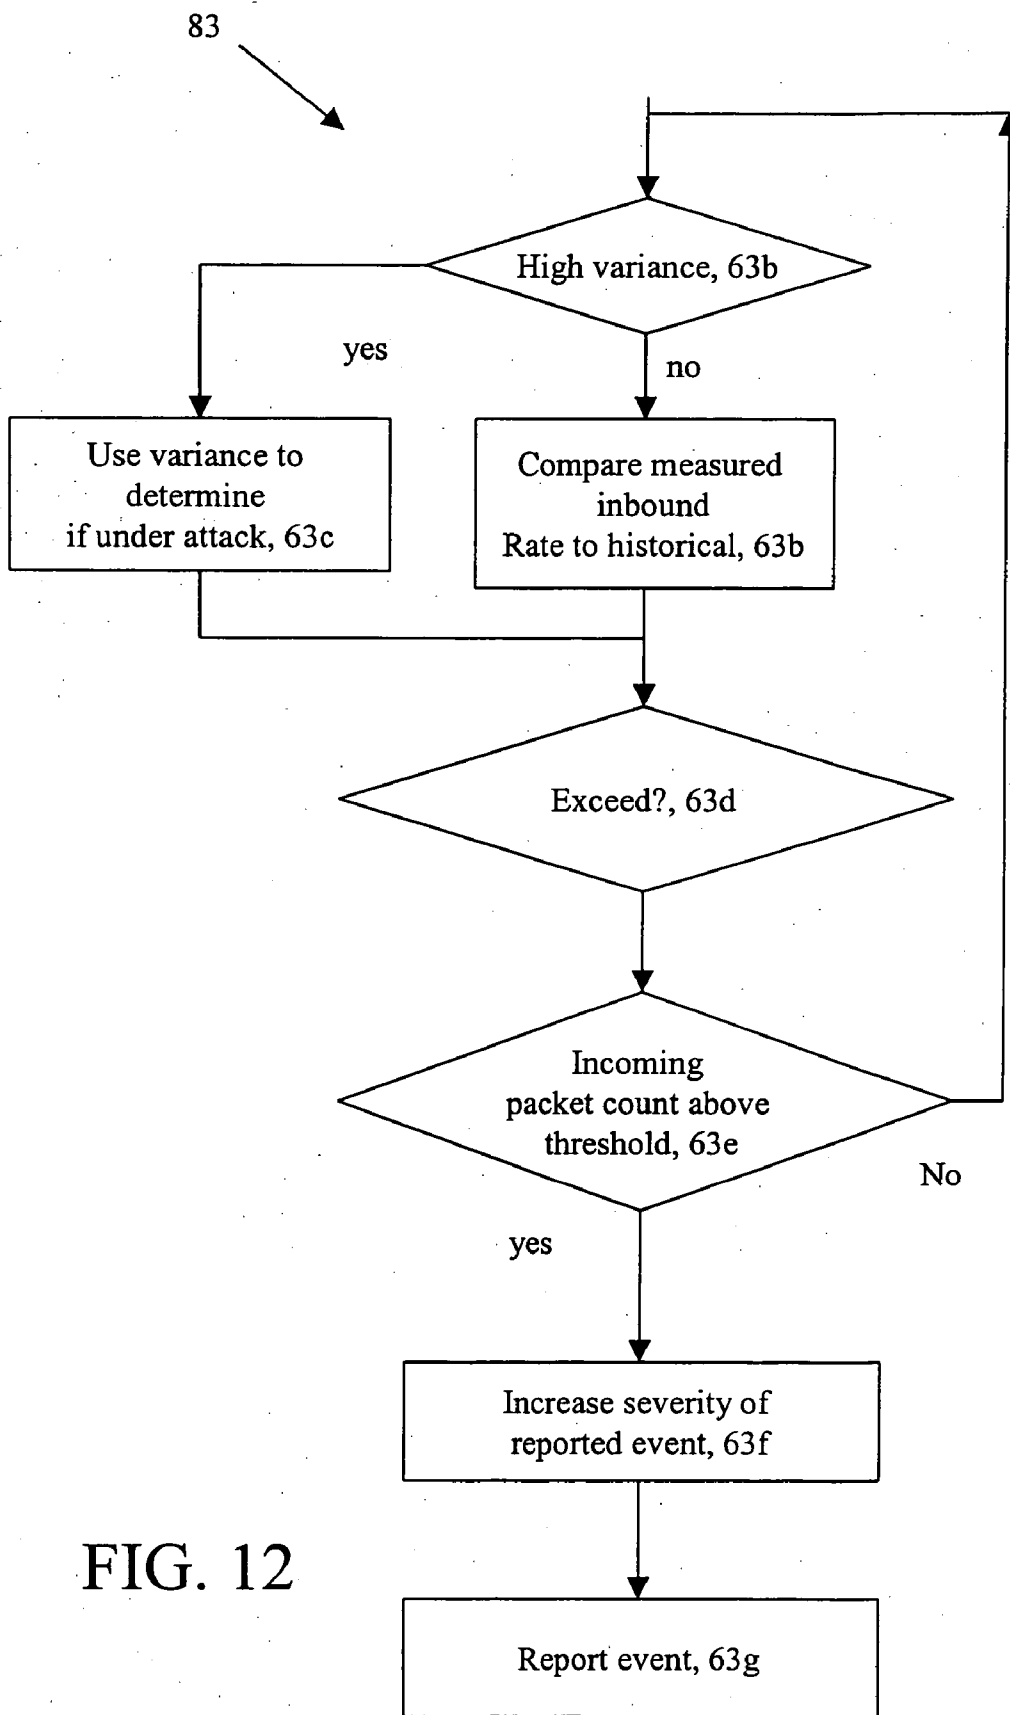 83
High variance, 63b
yes
no
Use variance to
determine
if under attack, 63c
Compare measured
inbound
Rate to historical, 63b
Exceed?, 63d
Incoming
packet count above
threshold, 63e
No
yes
Increase severity of
reported event, 63f
FIG. 12
Report event, 63g